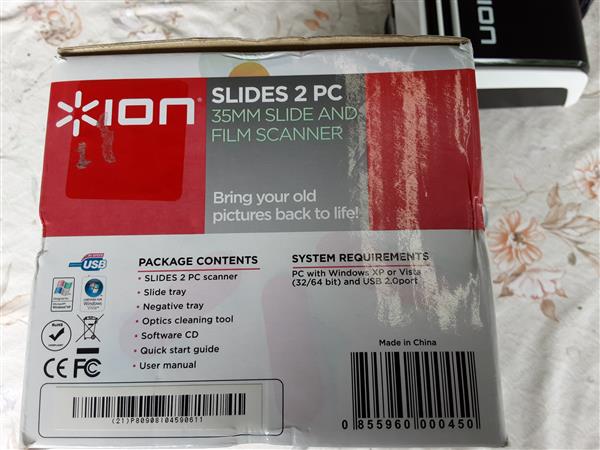 ION
ION
SLIDES 2 PC
35MM SLIDE AND
FILM SCANNER
Bring your old
pictures back to life!
USB
PACKAGE CONTENTS
• SLIDES 2 PC scanner
• Slide tray
• Negative tray
• Optics cleaning tool
• Software CD
• Quick start guide
• User manual
SYSTEM REQUIREMENTS
PC with Windows XP or Vista
(32/64 bit) and USB 2.0port
RoHS
CE FC
Made in China
(21)P80908104590611
0 855960 000450